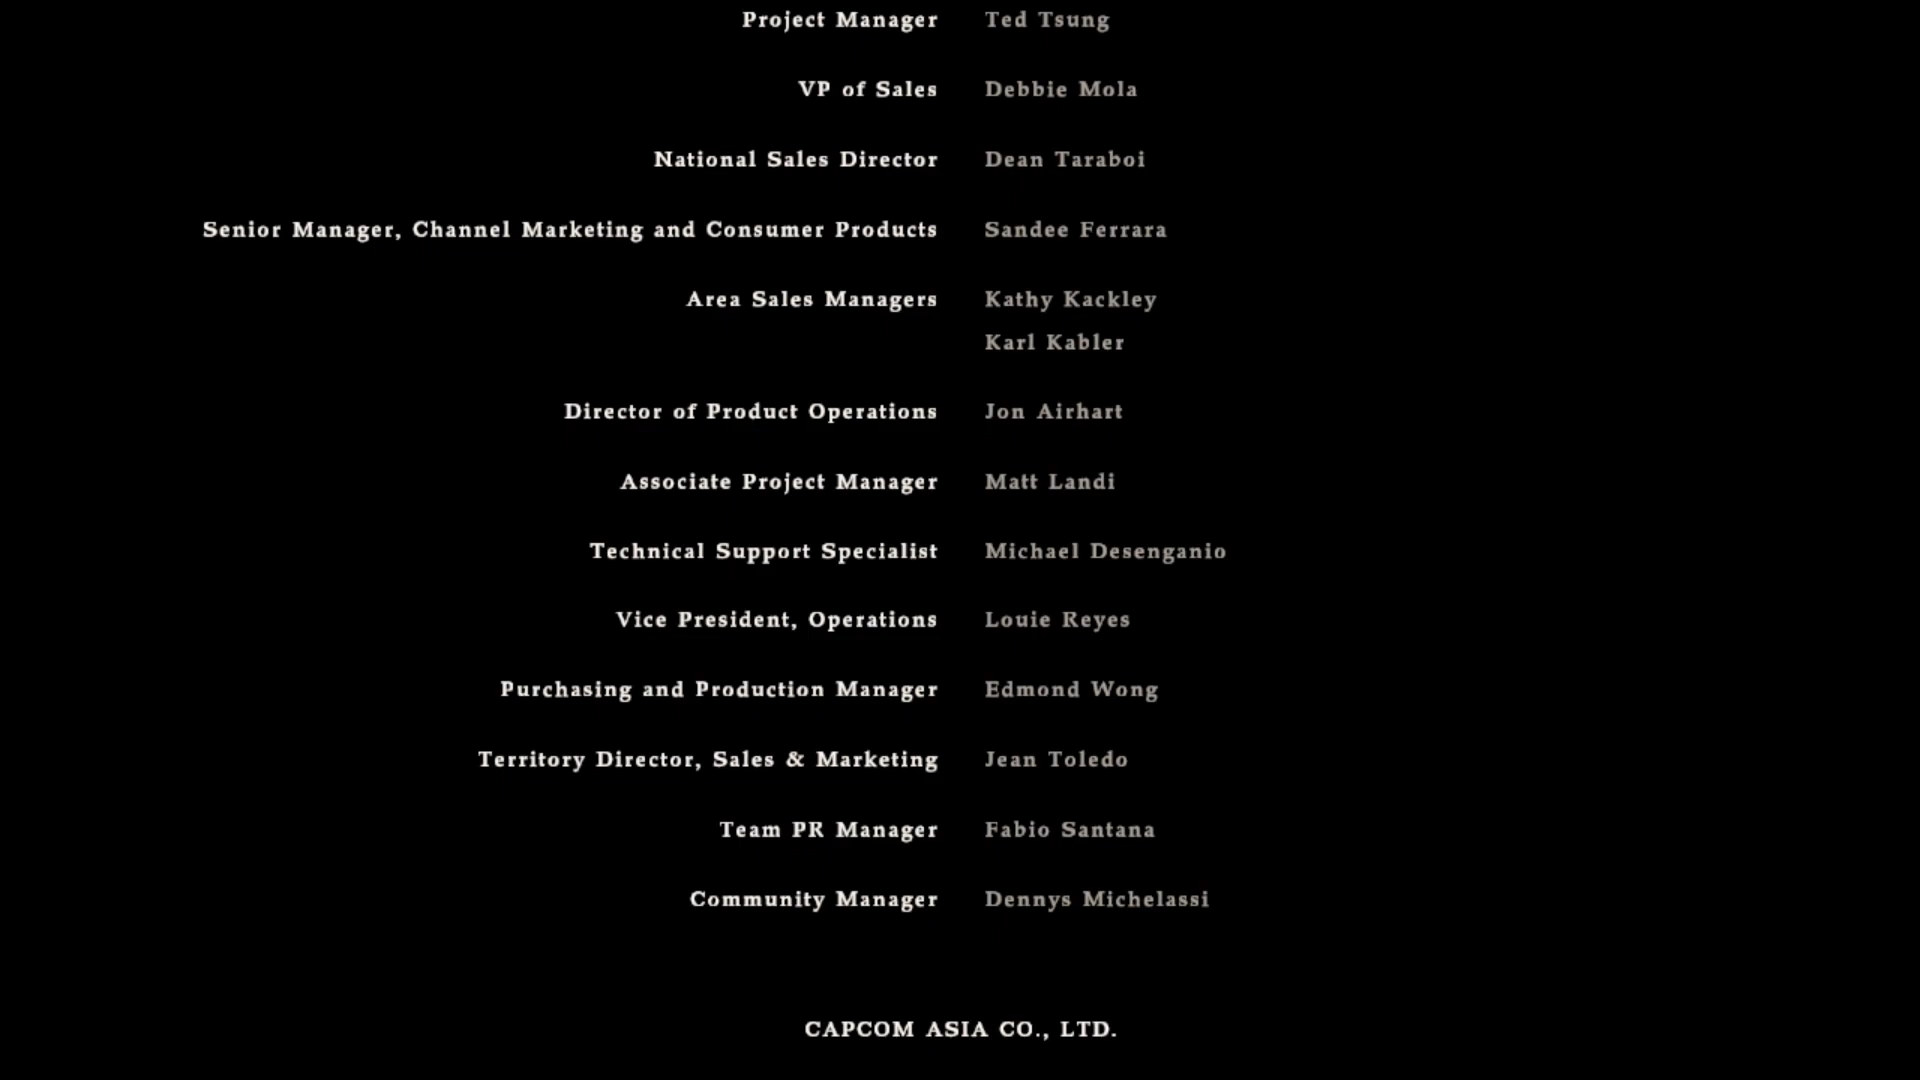 Project Manager Ted Tsung
VP of Sales Debbie Mola
National Sales Director Dean Taraboi
Senior Manager, Channel Marketing and Consumer Products Sandee Ferrara
Area Sales Managers Kathy Kackley
Karl Kabler
Director of Product Operations Jon Airhart
Associate Project Manager Matt Landi
Technical Support Specialist Michael Desenganio
Vice President, Operations Louie Reyes
Purchasing and Production Manager Edmond Wong
Territory Director, Sales & Marketing Jean Toledo
Team PR Manager Fabio Santana
Community Manager Dennys Michelassi
CAPCOM ASIA CO., LTD.